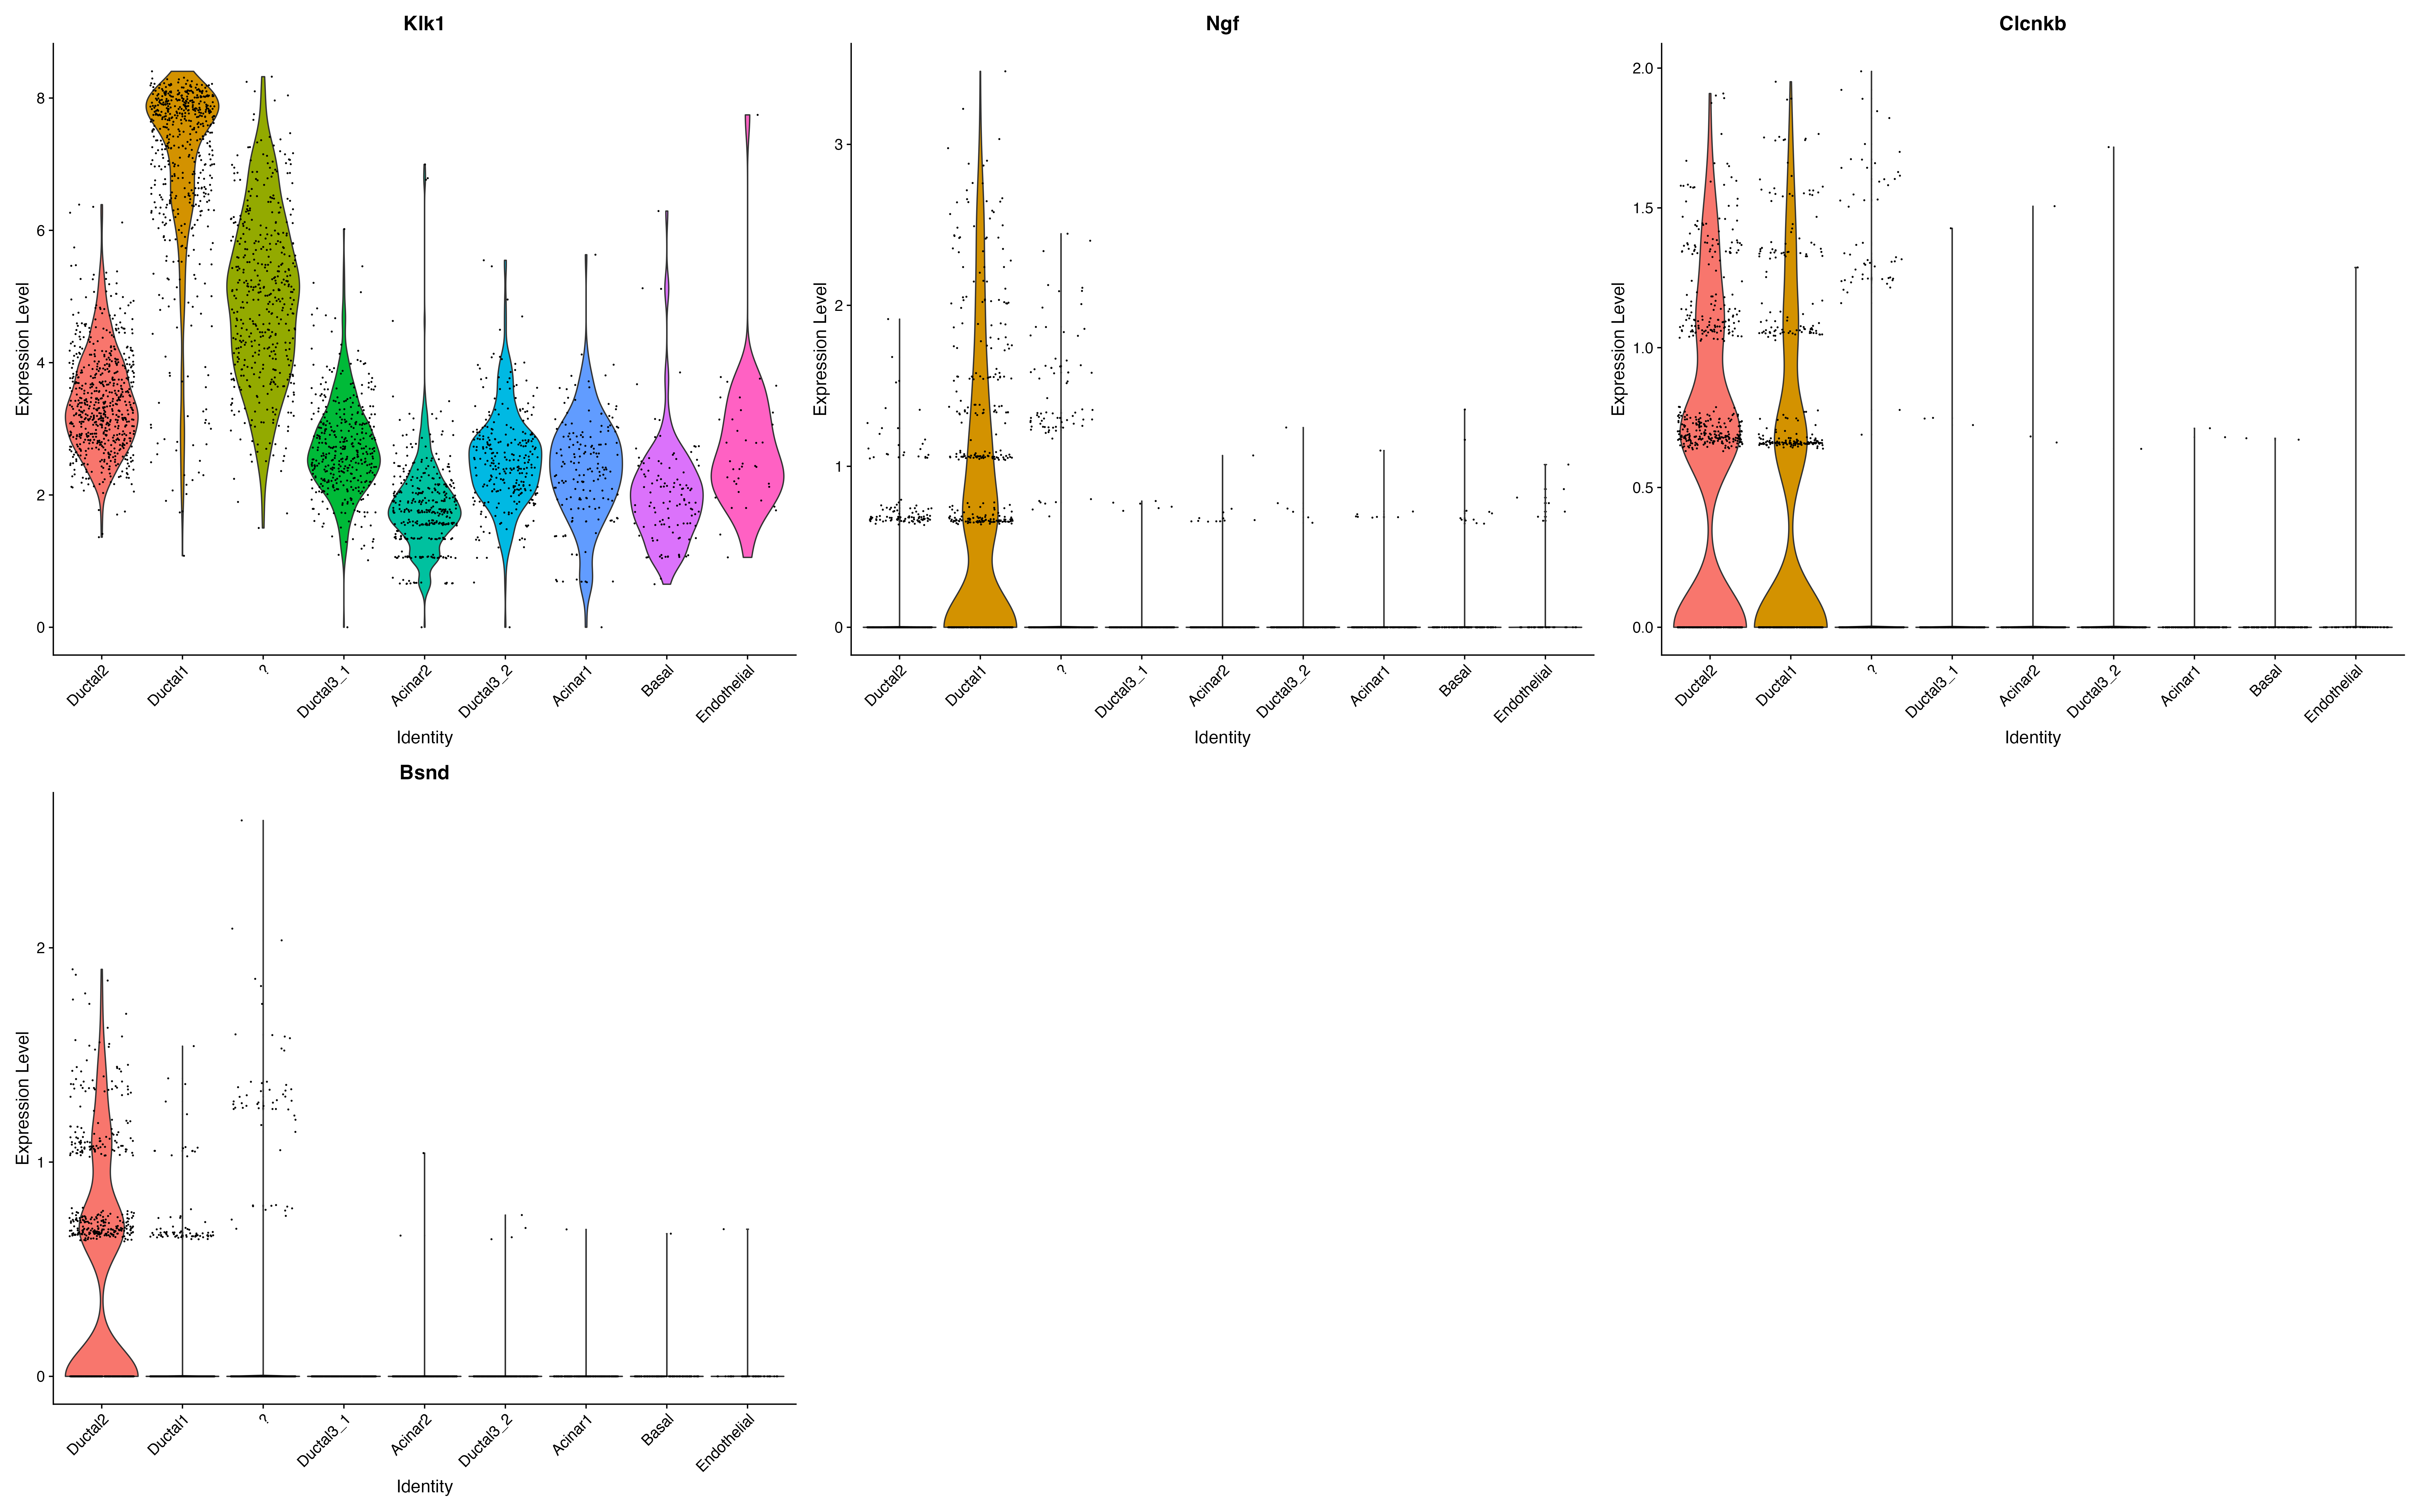 Klk1
Expression Level
8
6
4
2
0
Ductal2
Ductal1
?
Ductal3_1
Acinar2
Ductal3_2
Acinar1
Basal
Endothelial
Identity
Ngf
Expression Level
3
2
1
0
Ductal2
Ductal1
?
Ductal3_1
Acinar2
Ductal3_2
Acinar1
Basal
Endothelial
Identity
Clcnkb
Expression Level
2.0
1.5
1.0
0.5
0.0
Ductal2
Ductal1
?
Ductal3_1
Acinar2
Ductal3_2
Acinar1
Basal
Endothelial
Identity
Bsnd
Expression Level
2
1
0
Ductal2
Ductal1
?
Ductal3_1
Acinar2
Ductal3_2
Acinar1
Basal
Endothelial
Identity